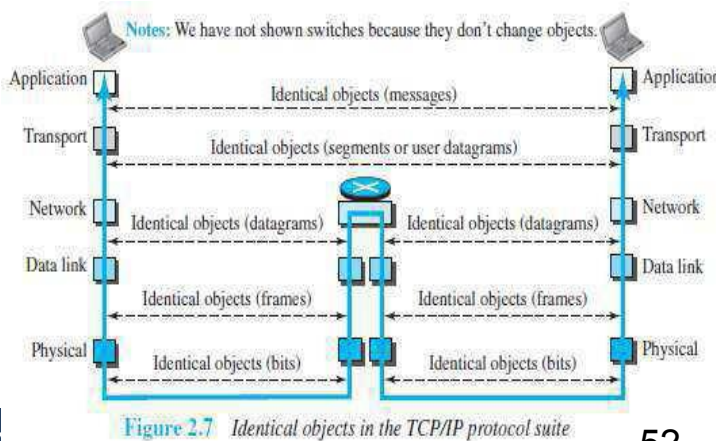 Notes: We have not shown switches because they don't change objects.
Application
Application
Identical objects (messages)
Transport
Transport
Identical objects (segments or user datagrams)
Network
Network
Identical objects (datagrams)
Identical objects (datagrams)
Data link
Data link
Identical objects (frames)
Identical objects (frames)
Physical
Physical
Identical objects (bits)
Identical objects (bits)
Figure 2.7 Identical objects in the TCP/IP protocol suite
52